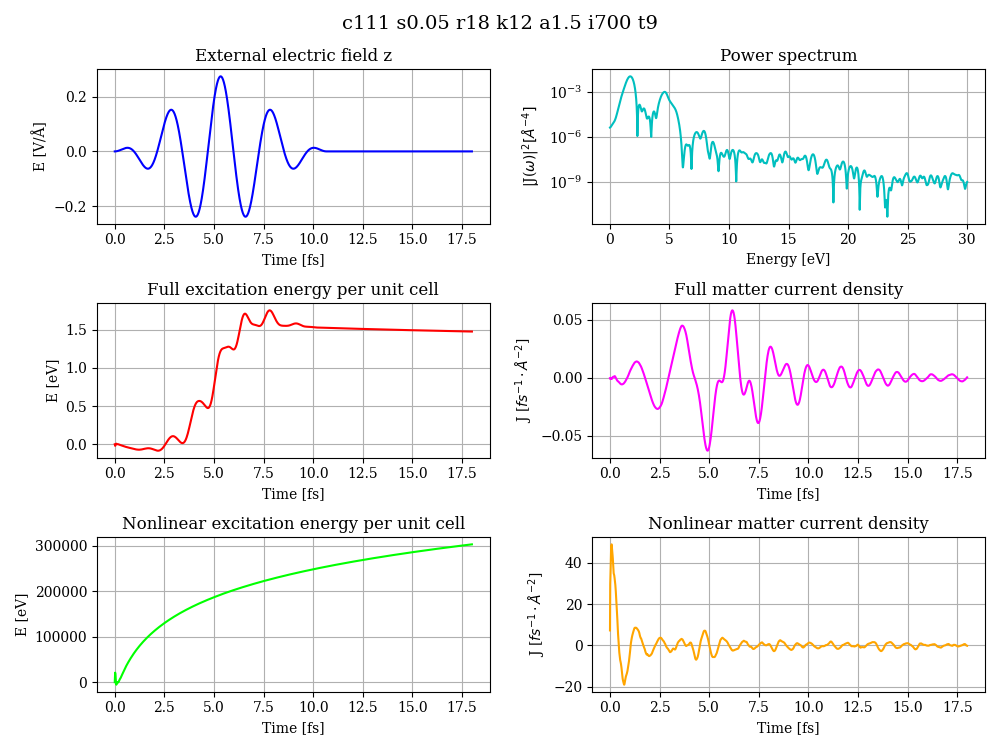 c111 s0.05 r18 k12 a1.5 i700 t9
External electric field z
E [V/Å]
0.2
0.0
−0.2
0.0 2.5 5.0 7.5 10.0 12.5 15.0 17.5
Time [fs]
Power spectrum
|J(ω)|² [Å⁻⁴]
10⁻³
10⁻⁶
10⁻⁹
0 5 10 15 20 25 30
Energy [eV]
Full excitation energy per unit cell
E [eV]
1.5
1.0
0.5
0.0
0.0 2.5 5.0 7.5 10.0 12.5 15.0 17.5
Time [fs]
Full matter current density
J [fs⁻¹·Å⁻²]
0.05
0.00
−0.05
0.0 2.5 5.0 7.5 10.0 12.5 15.0 17.5
Time [fs]
Nonlinear excitation energy per unit cell
E [eV]
300000
200000
100000
0
0.0 2.5 5.0 7.5 10.0 12.5 15.0 17.5
Time [fs]
Nonlinear matter current density
J [fs⁻¹·Å⁻²]
40
20
0
−20
0.0 2.5 5.0 7.5 10.0 12.5 15.0 17.5
Time [fs]